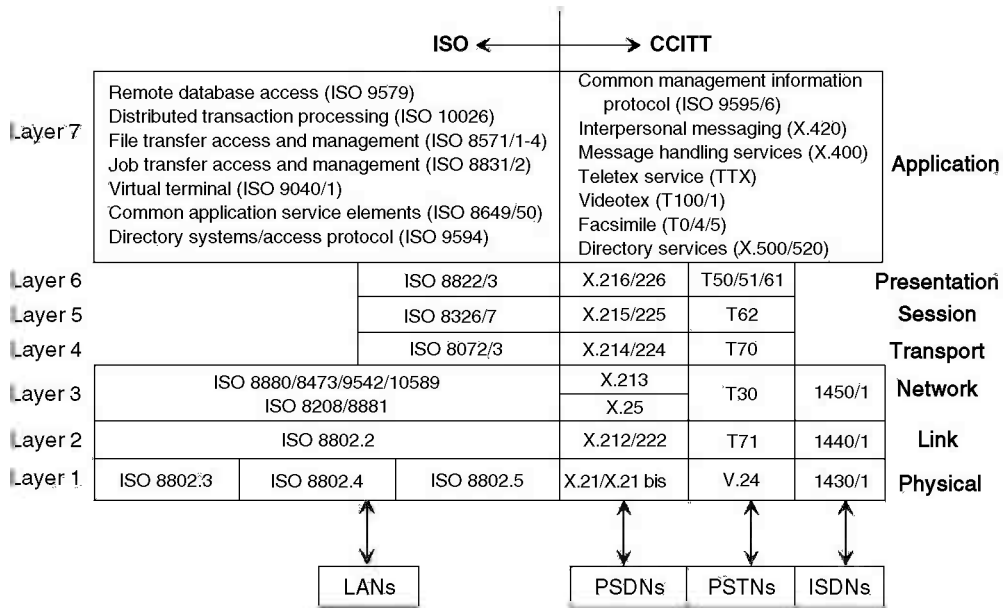 ISO CCITT
Layer 7
Remote database access (ISO 9579)
Distributed transaction processing (ISO 10026)
File transfer access and management (ISO 8571/1-4)
Job transfer access and management (ISO 8831/2)
Virtual terminal (ISO 9040/1)
Common application service elements (ISO 8649/50)
Directory systems/access protocol (ISO 9594)
Common management information
protocol (ISO 9595/6)
Interpersonal messaging (X.420)
Message handling services (X.400)
Teletex service (TTX)
Videotex (T100/1)
Facsimile (T0/4/5)
Directory services (X.500/520)
Application
Layer 6 ISO 8822/3 X.216/226 T50/51/61 Presentation
Layer 5 ISO 8326/7 X.215/225 T62 Session
Layer 4 ISO 8072/3 X.214/224 T70 Transport
Layer 3
ISO 8880/8473/9542/10589
ISO 8208/8881
X.213
X.25
T30 1450/1 Network
Layer 2 ISO 8802.2 X.212/222 T71 1440/1 Link
Layer 1 ISO 8802.3 ISO 8802.4 ISO 8802.5 X.21/X.21 bis V.24 1430/1 Physical
LANs PSDNs PSTNs ISDNs